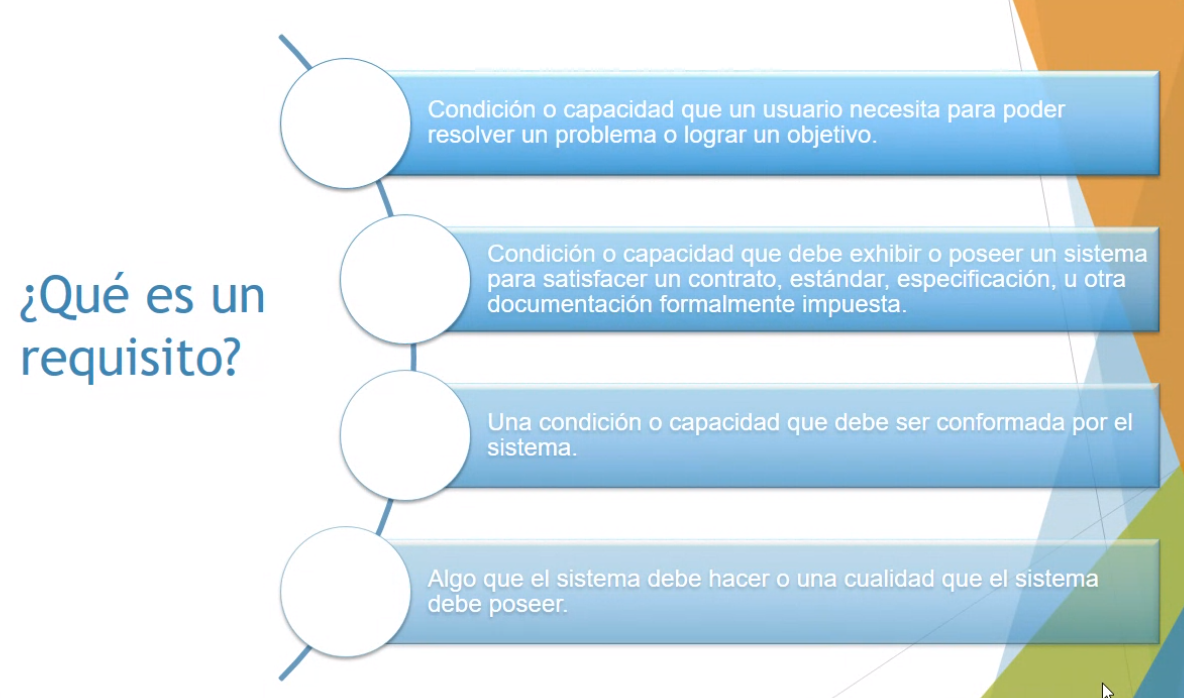 ¿Qué es un
requisito?
Condición o capacidad que un usuario necesita para poder
resolver un problema o lograr un objetivo.
Condición o capacidad que debe exhibir o poseer un sistema
para satisfacer un contrato, estándar, especificación, u otra
documentación formalmente impuesta.
Una condición o capacidad que debe ser conformada por el
sistema.
Algo que el sistema debe hacer o una cualidad que el sistema
debe poseer.